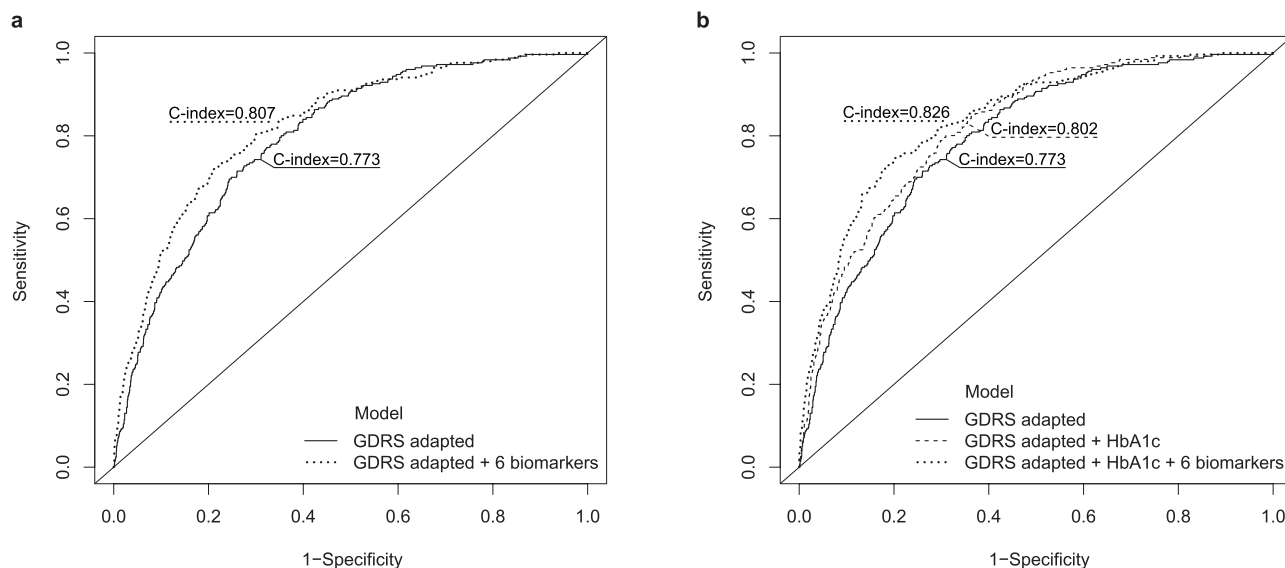 a
1.0
0.8
0.6
0.4
0.2
0.0
Sensitivity
C-index=0.807
C-index=0.773
Model
GDRS adapted
GDRS adapted + 6 biomarkers
0.0 0.2 0.4 0.6 0.8 1.0
1−Specificity
b
1.0
0.8
0.6
0.4
0.2
0.0
Sensitivity
C-index=0.826
C-index=0.802
C-index=0.773
Model
GDRS adapted
GDRS adapted + HbA1c
GDRS adapted + HbA1c + 6 biomarkers
0.0 0.2 0.4 0.6 0.8 1.0
1−Specificity